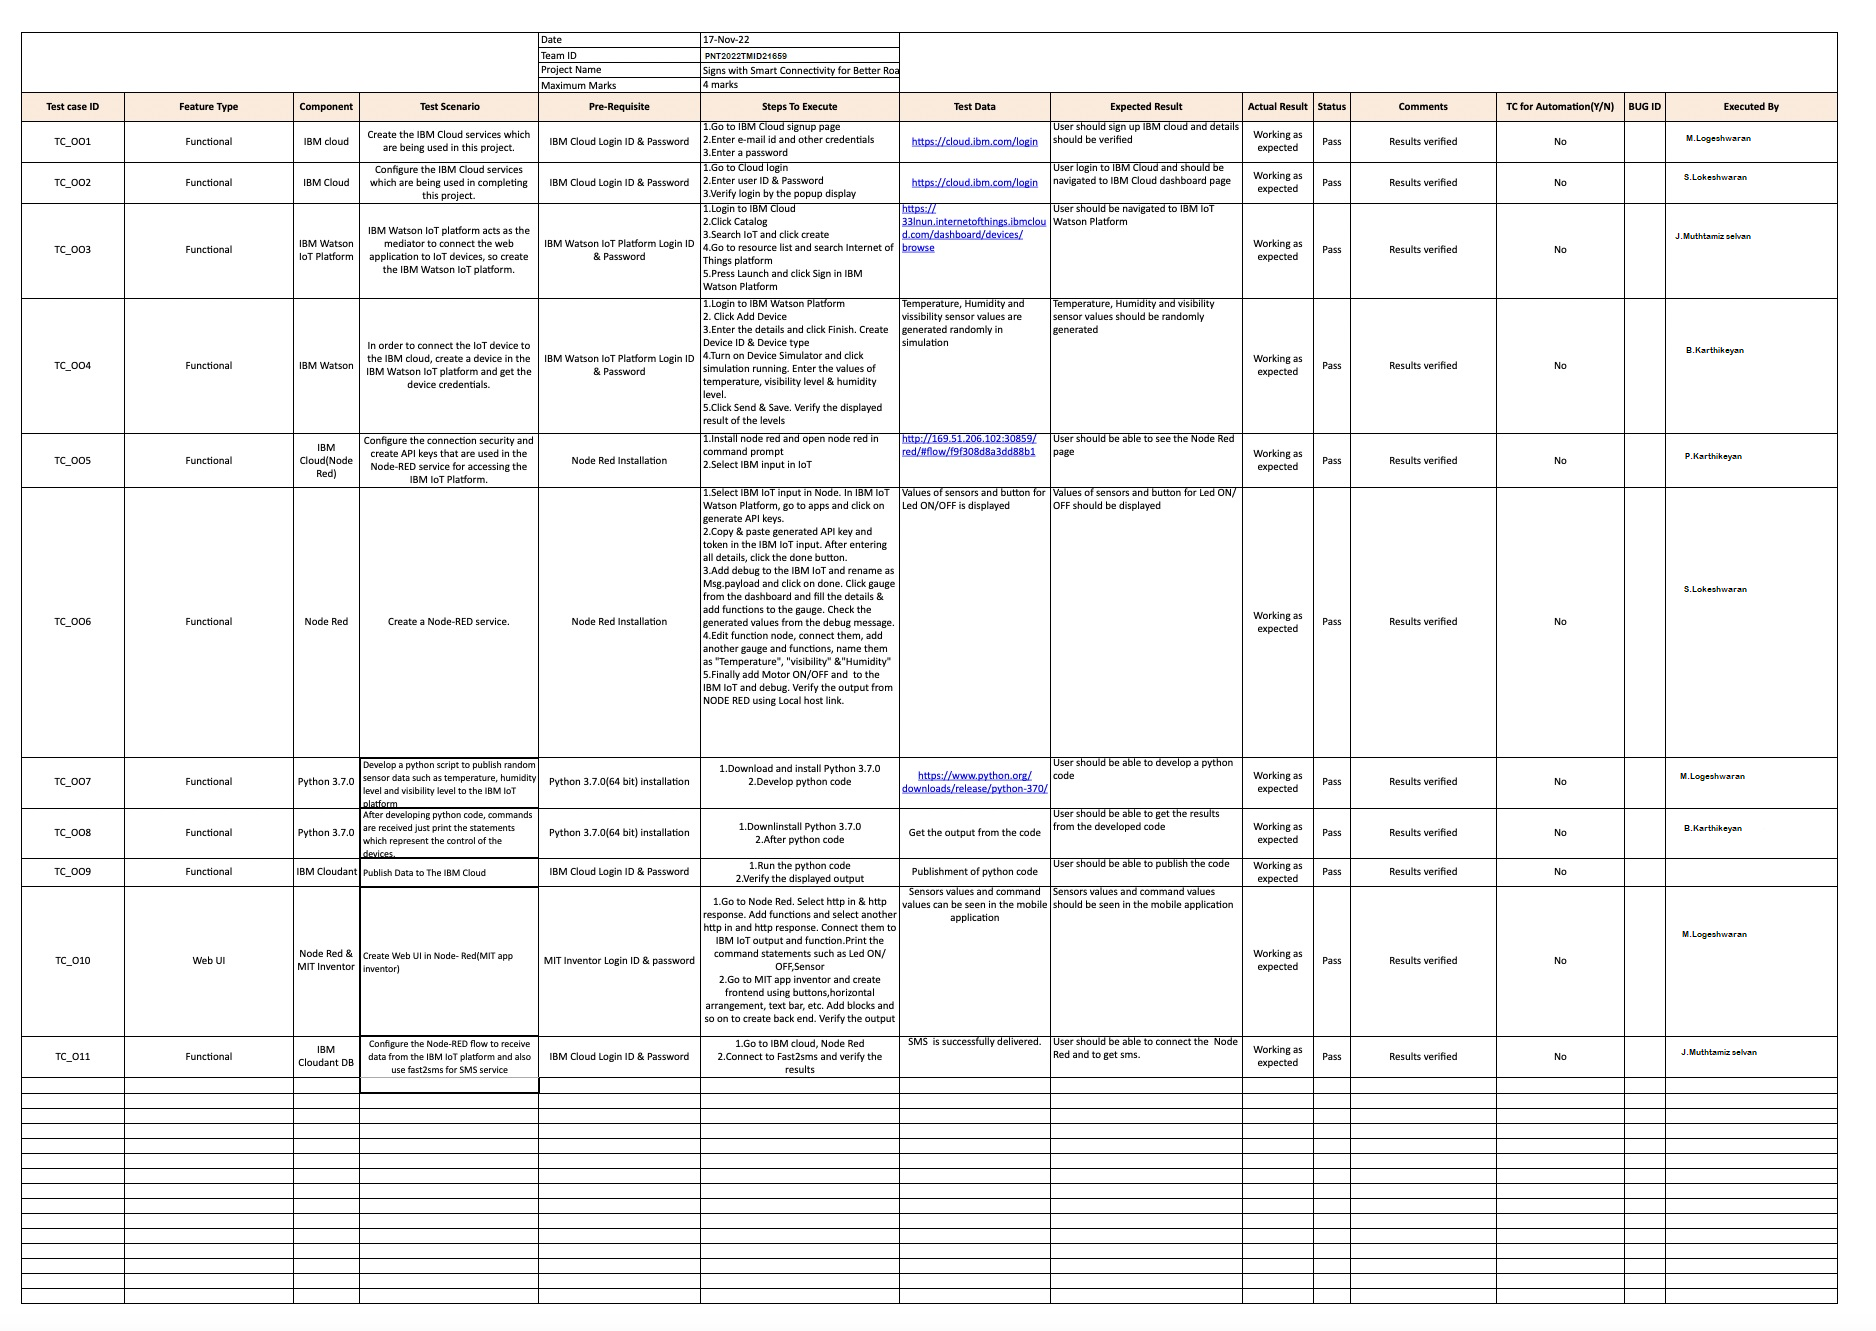 Date 17-Nov-22
Team ID PNT2022TMID21659
Project Name Signs with Smart Connectivity for Better Roa
Maximum Marks 4 marks
Test case ID Feature Type Component Test Scenario Pre-Requisite Steps To Execute Test Data Expected Result Actual Result Status Comments TC for Automation(Y/N) BUG ID Executed By
TC_OO1
Functional
IBM cloud
Create the IBM Cloud services which
are being used in this project.
IBM Cloud Login ID & Password
1.Go to IBM Cloud signup page
2.Enter e-mail id and other credentials
3.Enter a password
https://cloud.ibm.com/login
User should sign up IBM cloud and details
should be verified
Working as
expected
Pass
Results verified
No
M.Logeshwaran
TC_OO2
Functional
IBM Cloud
Configure the IBM Cloud services
which are being used in completing
this project.
IBM Cloud Login ID & Password
1.Go to Cloud login
2.Enter user ID & Password
3.Verify login by the popup display
https://cloud.ibm.com/login
User login to IBM Cloud and should be
navigated to IBM Cloud dashboard page
Working as
expected
Pass
Results verified
No
S.Lokeshwaran
TC_OO3
Functional
IBM Watson
IoT Platform
IBM Watson IoT platform acts as the
mediator to connect the web
application to IoT devices, so create
the IBM Watson IoT platform.
IBM Watson IoT Platform Login ID
& Password
1.Login to IBM Cloud
2.Click Catalog
3.Search IoT and click create
4.Go to resource list and search Internet of
Things platform
5.Press Launch and click Sign in IBM
Watson Platform
https://
33lnun.internetofthings.ibmclou
d.com/dashboard/devices/
browse
User should be navigated to IBM IoT
Watson Platform
Working as
expected
Pass
Results verified
No
J.Muthtamiz selvan
TC_OO4
Functional
IBM Watson
In order to connect the IoT device to
the IBM cloud, create a device in the
IBM Watson IoT platform and get the
device credentials.
IBM Watson IoT Platform Login ID
& Password
1.Login to IBM Watson Platform
2. Click Add Device
3.Enter the details and click Finish. Create
Device ID & Device type
4.Turn on Device Simulator and click
simulation running. Enter the values of
temperature, visibility level & humidity
level.
5.Click Send & Save. Verify the displayed
result of the levels
Temperature, Humidity and
vissibility sensor values are
generated randomly in
simulation
Temperature, Humidity and visibility
sensor values should be randomly
generated
Working as
expected
Pass
Results verified
No
B.Karthikeyan
TC_OO5
Functional
IBM
Cloud(Node
Red)
Configure the connection security and
create API keys that are used in the
Node-RED service for accessing the
IBM IoT Platform.
Node Red Installation
1.Install node red and open node red in
command prompt
2.Select IBM input in IoT
http://169.51.206.102:30859/
red/#flow/f9f308d8a3dd88b1
User should be able to see the Node Red
page
Working as
expected
Pass
Results verified
No
P.Karthikeyan
TC_OO6
Functional
Node Red
Create a Node-RED service.
Node Red Installation
1.Select IBM IoT input in Node. In IBM IoT
Watson Platform, go to apps and click on
generate API keys.
2.Copy & paste generated API key and
token in the IBM IoT input. After entering
all details, click the done button.
3.Add debug to the IBM IoT and rename as
Msg.payload and click on done. Click gauge
from the dashboard and fill the details &
add functions to the gauge. Check the
generated values from the debug message.
4.Edit function node, connect them, add
another gauge and functions, name them
as "Temperature", "visibility" &"Humidity"
5.Finally add Motor ON/OFF and  to the
IBM IoT and debug. Verify the output from
NODE RED using Local host link.
Values of sensors and button for
Led ON/OFF is displayed
Values of sensors and button for Led ON/
OFF should be displayed
Working as
expected
Pass
Results verified
No
S.Lokeshwaran
TC_OO7
Functional
Python 3.7.0
Develop a python script to publish random
sensor data such as temperature, humidity
level and visibility level to the IBM IoT
platform
Python 3.7.0(64 bit) installation
1.Download and install Python 3.7.0
2.Develop python code
https://www.python.org/
downloads/release/python-370/
User should be able to develop a python
code
Working as
expected
Pass
Results verified
No
M.Logeshwaran
TC_OO8
Functional
Python 3.7.0
After developing python code, commands
are received just print the statements
which represent the control of the
devices.
Python 3.7.0(64 bit) installation
1.Downlinstall Python 3.7.0
2.After python code
Get the output from the code
User should be able to get the results
from the developed code
Working as
expected
Pass
Results verified
No
B.Karthikeyan
TC_OO9
Functional
IBM Cloudant
Publish Data to The IBM Cloud
IBM Cloud Login ID & Password
1.Run the python code
2.Verify the displayed output
Publishment of python code
User should be able to publish the code
Working as
expected
Pass
Results verified
No
TC_O10
Web UI
Node Red &
MIT Inventor
Create Web UI in Node- Red(MIT app
inventor)
MIT Inventor Login ID & password
1.Go to Node Red. Select http in & http
response. Add functions and select another
http in and http response. Connect them to
IBM IoT output and function.Print the
command statements such as Led ON/
OFF,Sensor
2.Go to MIT app inventor and create
frontend using buttons,horizontal
arrangement, text bar, etc. Add blocks and
so on to create back end. Verify the output
Sensors values and command
values can be seen in the mobile
application
Sensors values and command values
should be seen in the mobile application
Working as
expected
Pass
Results verified
No
M.Logeshwaran
TC_O11
Functional
IBM
Cloudant DB
Configure the Node-RED flow to receive
data from the IBM IoT platform and also
use fast2sms for SMS service
IBM Cloud Login ID & Password
1.Go to IBM cloud, Node Red
2.Connect to Fast2sms and verify the
results
SMS  is successfully delivered.
User should be able to connect the  Node
Red and to get sms.
Working as
expected
Pass
Results verified
No
J.Muthtamiz selvan